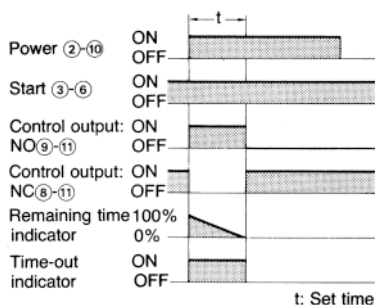 t
Power ②-⑩ ON
OFF
Start ③-⑥ ON
OFF
Control output: ON
NO⑨-⑪ OFF
Control output: ON
NC⑧-⑪ OFF
Remaining time 100%
indicator 0%
Time-out ON
indicator OFF
t: Set time